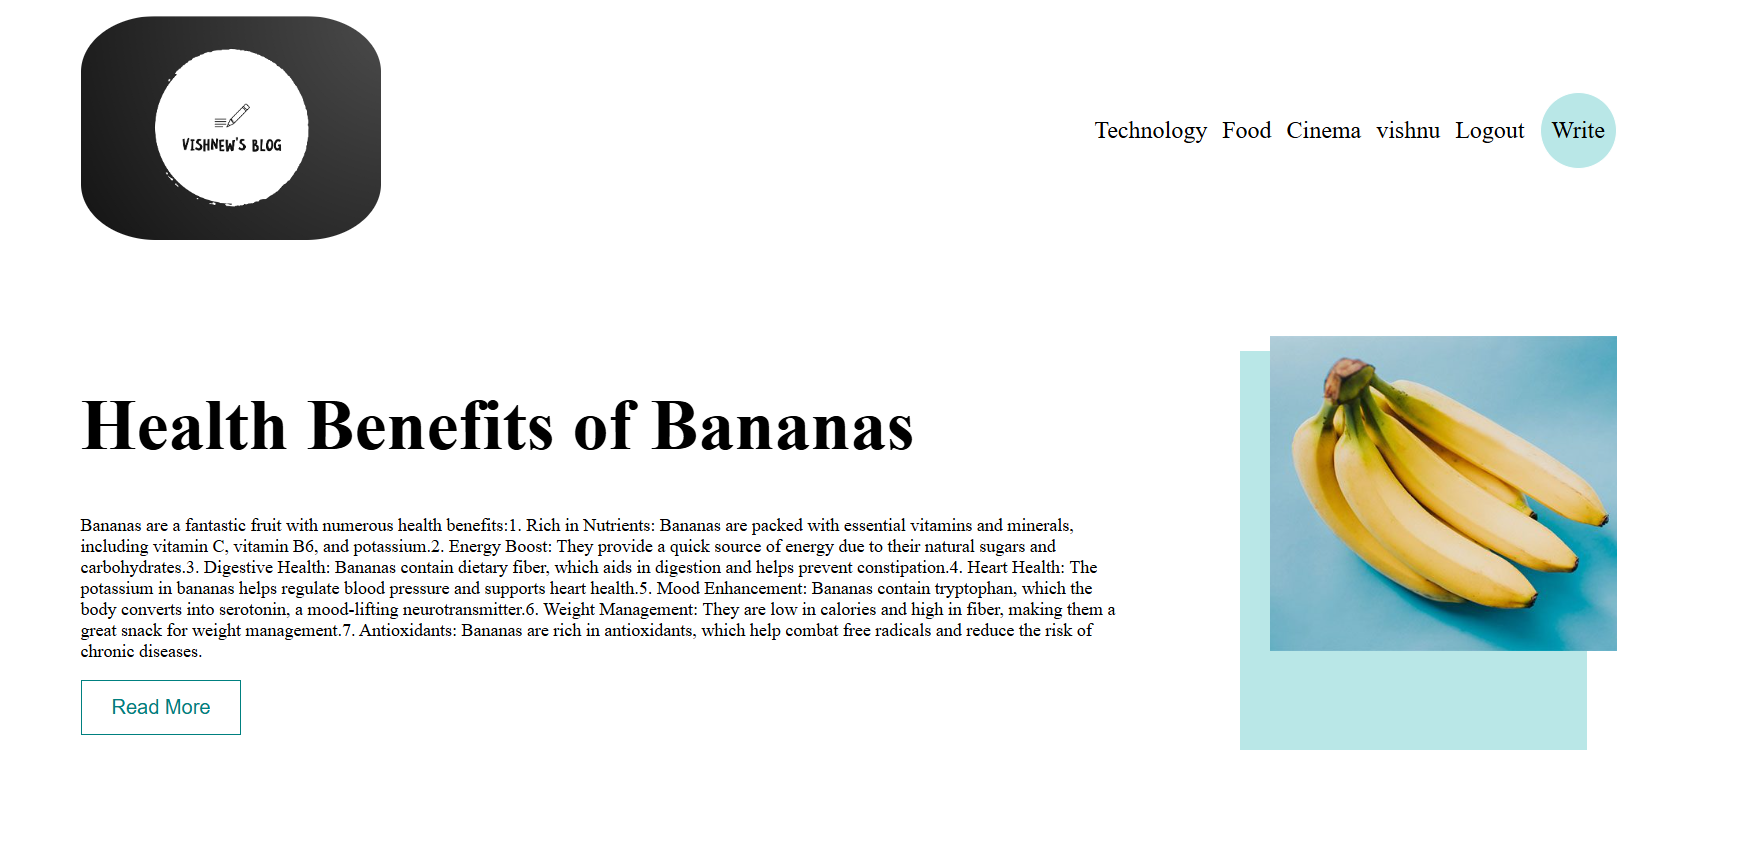 VISHNEW'S BLOG
Technology Food Cinema vishnu Logout Write
Health Benefits of Bananas
Bananas are a fantastic fruit with numerous health benefits:1. Rich in Nutrients: Bananas are packed with essential vitamins and minerals,
including vitamin C, vitamin B6, and potassium.2. Energy Boost: They provide a quick source of energy due to their natural sugars and
carbohydrates.3. Digestive Health: Bananas contain dietary fiber, which aids in digestion and helps prevent constipation.4. Heart Health: The
potassium in bananas helps regulate blood pressure and supports heart health.5. Mood Enhancement: Bananas contain tryptophan, which the
body converts into serotonin, a mood-lifting neurotransmitter.6. Weight Management: They are low in calories and high in fiber, making them a
great snack for weight management.7. Antioxidants: Bananas are rich in antioxidants, which help combat free radicals and reduce the risk of
chronic diseases.
Read More